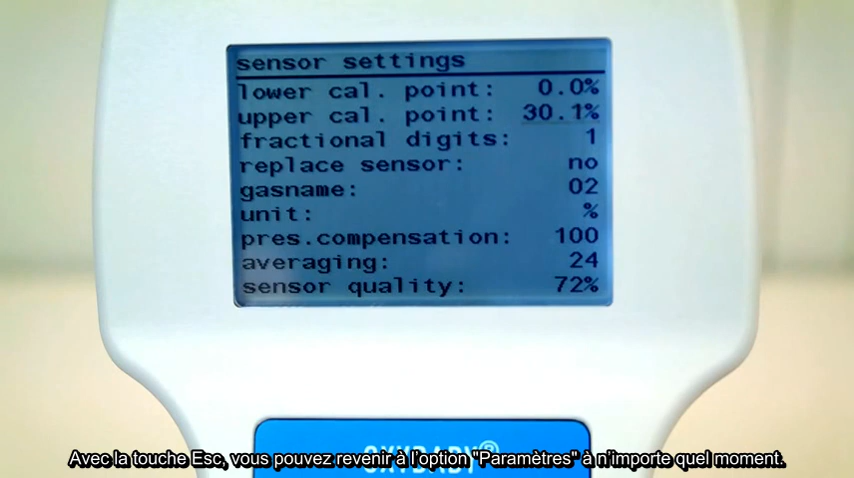 sensor settings
lower cal. point: 0.0%
upper cal. point: 30.1%
fractional digits: 1
replace sensor: no
gasname: O2
unit: %
pres.compensation: 100
averaging: 24
sensor quality: 72%
OXYBABY®
Avec la touche Esc, vous pouvez revenir à l'option "Paramètres" à n'importe quel moment.